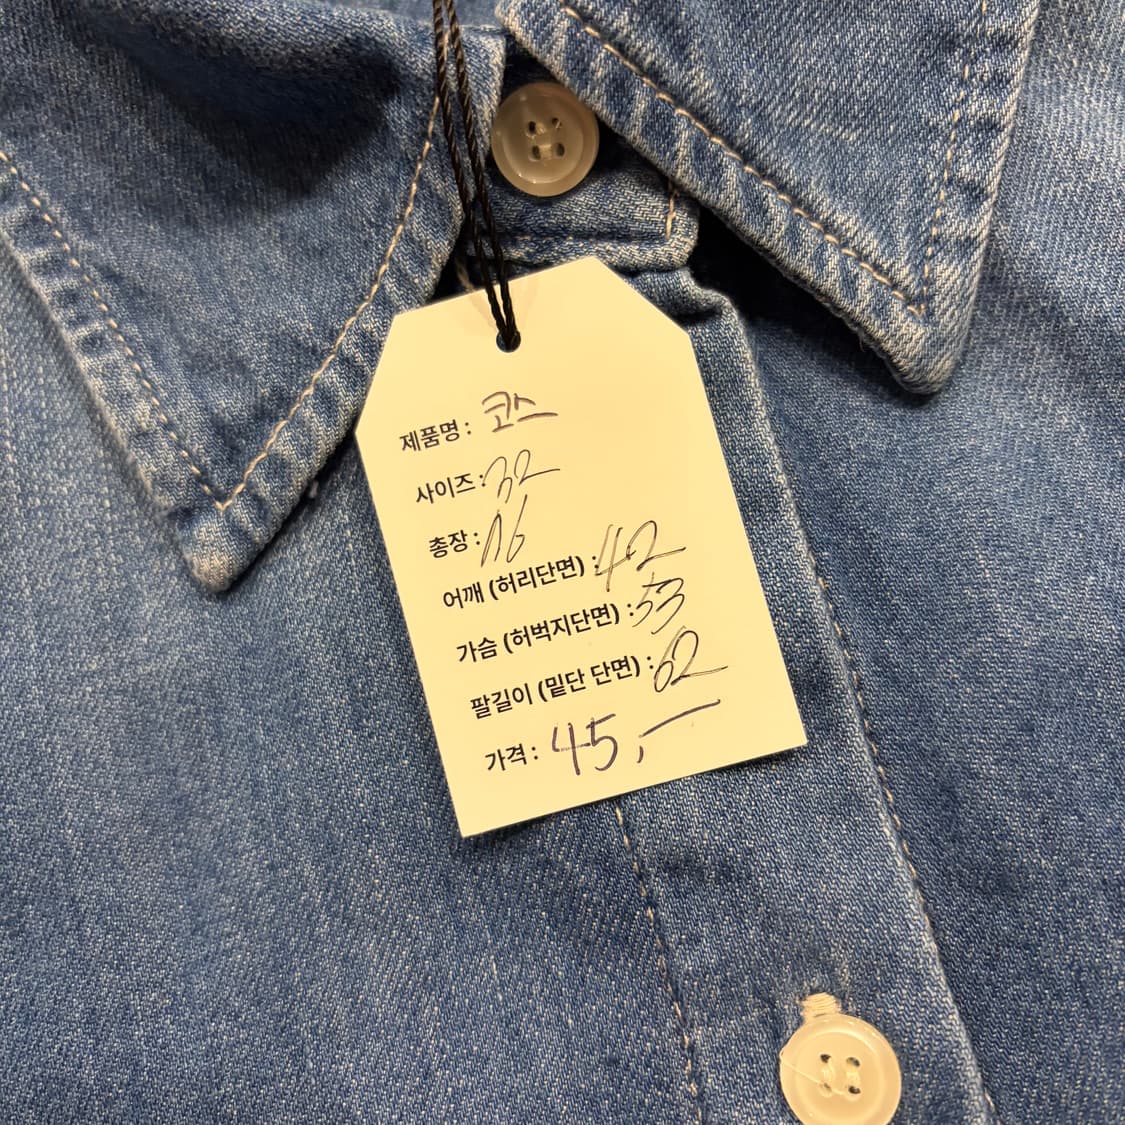 제품명 : 코스
사이즈 : 32
총장 : 116
어깨 (허리단면) : 42
가슴 (허벅지단면) : 53
팔길이 (밑단 단면) : 62
가격 : 45,—